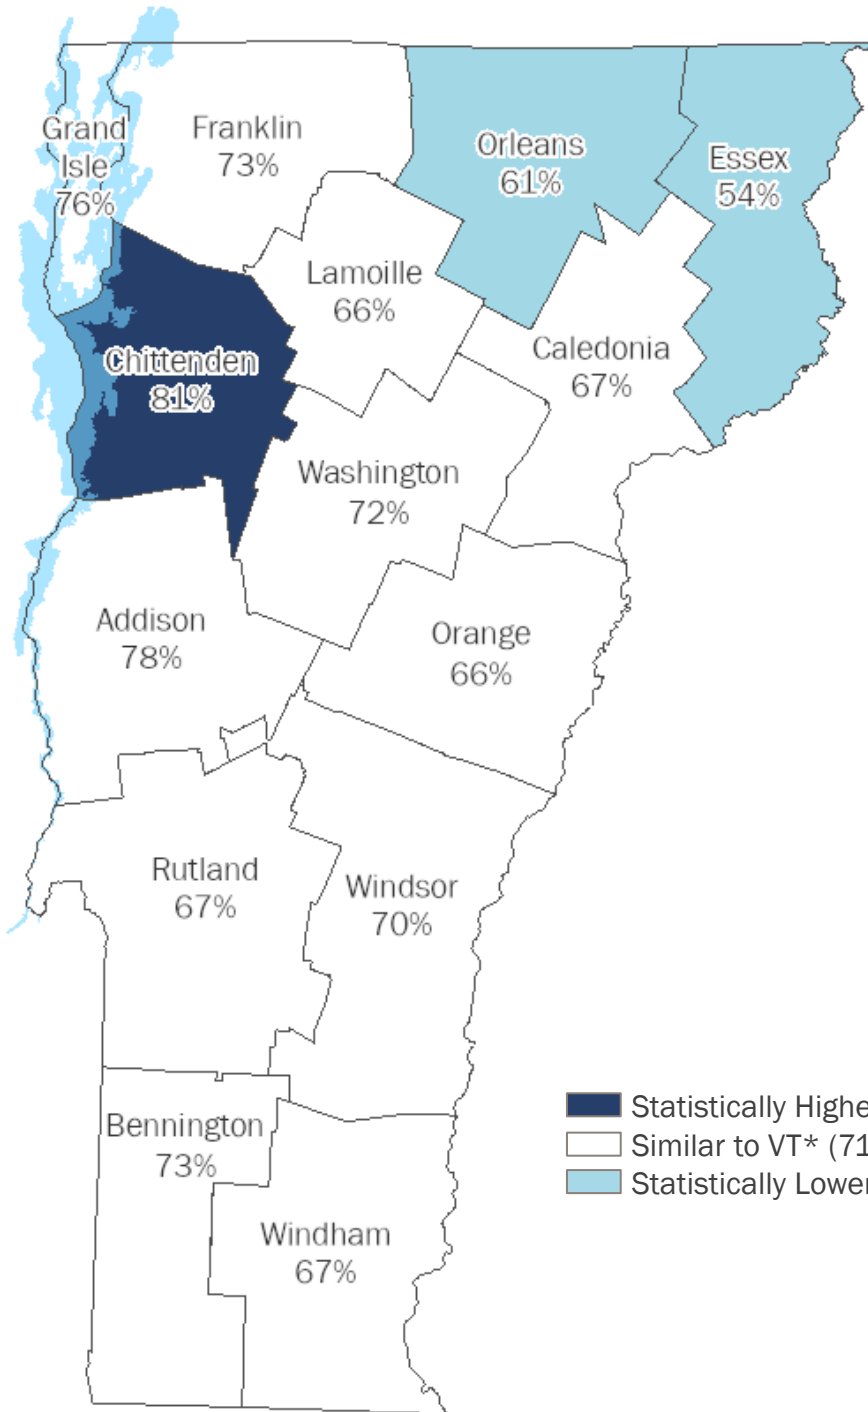 Grand
Isle
76%
Franklin
73%
Orleans
61%
Essex
54%
Lamoille
66%
Chittenden
81%
Caledonia
67%
Washington
72%
Addison
78%
Orange
66%
Rutland
67%
Windsor
70%
Bennington
73%
Windham
67%
Statistically Highe
Similar to VT* (71
Statistically Lower